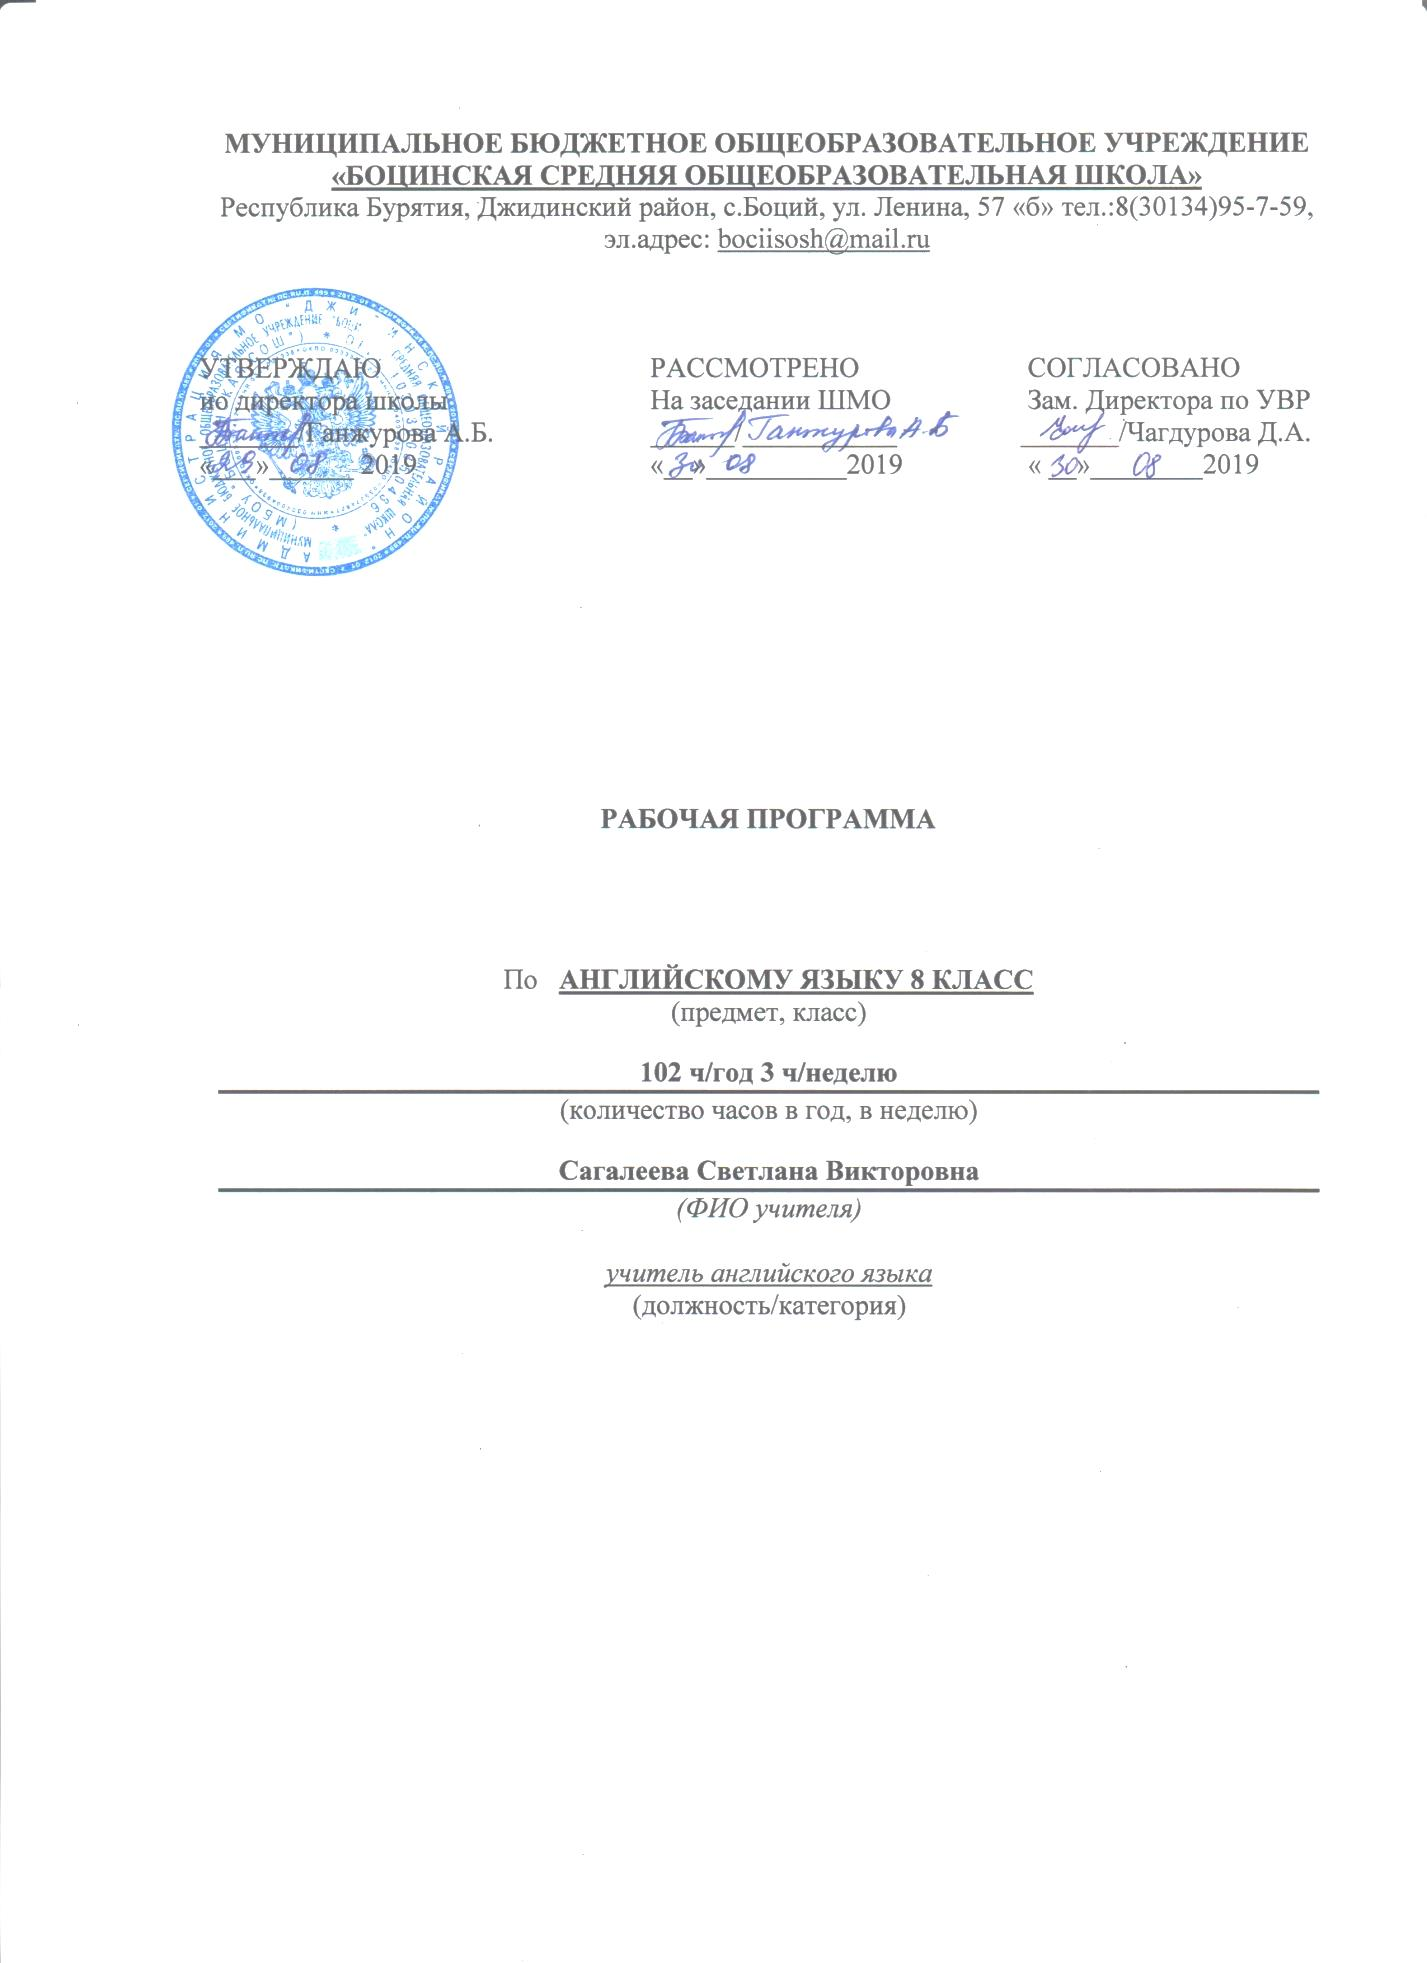 МУНИЦИПАЛЬНОЕ БЮДЖЕТНОЕ ОБЩЕОБРАЗОВАТЕЛЬНОЕ УЧРЕЖДЕНИЕ
«БОЦИНСКАЯ СРЕДНЯЯ ОБЩЕОБРАЗОВАТЕЛЬНАЯ ШКОЛА»
Республика Бурятия, Джидинский район, с.Боций, ул. Ленина, 57 «б» тел.:8(30134)95-7-59,
эл.адрес: bociisosh@mail.ru
УТВЕРЖДАЮ
ио директора школы
/Ганжурова А.Б.
«29» 08 2019
РАССМОТРЕНО
На заседании ШМО
/ Ганжурова А.Б
«30» 08 2019
СОГЛАСОВАНО
Зам. Директора по УВР
/Чагдурова Д.А.
«30» 08 2019
РАБОЧАЯ ПРОГРАММА
По АНГЛИЙСКОМУ ЯЗЫКУ 8 КЛАСС
(предмет, класс)
102 ч/год 3 ч/неделю
(количество часов в год, в неделю)
Сагалеева Светлана Викторовна
(ФИО учителя)
учитель английского языка
(должность/категория)